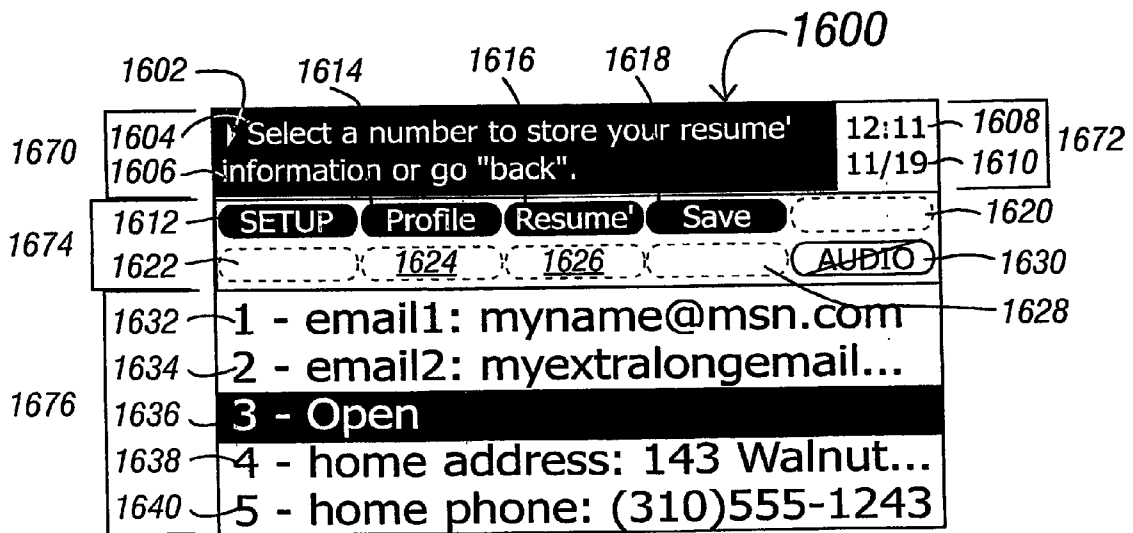 1600
1602 1614 1616 1618
1670 1604 Select a number to store your resume' 12:11 1608 1672
1606 information or go "back". 11/19 1610
1674 1612 SETUP Profile Resume' Save 1620
1622 1624 1626 AUDIO 1630
1632 1 - email1: myname@msn.com 1628
1634 2 - email2: myextralongemail...
1676 1636 3 - Open
1638 4 - home address: 143 Walnut...
1640 5 - home phone: (310)555-1243